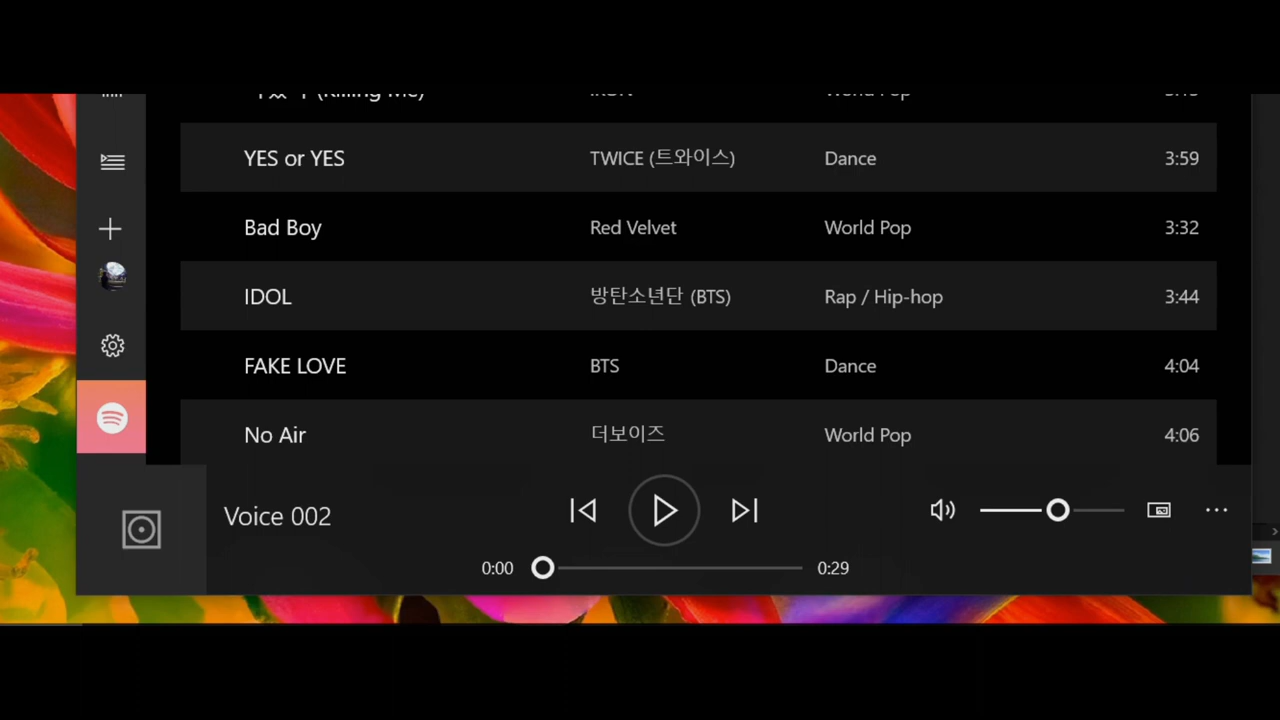 (Killing Me)
YES or YES TWICE (트와이스) Dance 3:59
Bad Boy Red Velvet World Pop 3:32
IDOL 방탄소년단 (BTS) Rap / Hip-hop 3:44
FAKE LOVE BTS Dance 4:04
No Air 더보이즈 World Pop 4:06
Voice 002
0:00 0:29